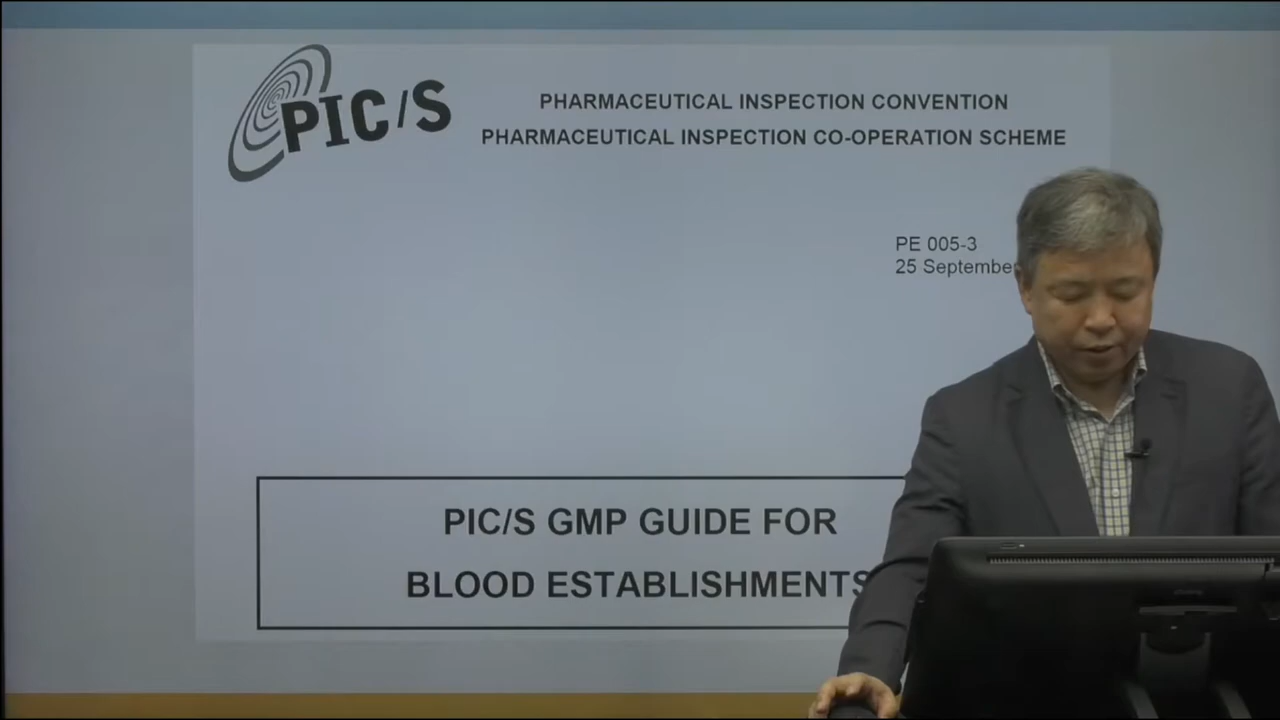 PIC/S
PHARMACEUTICAL INSPECTION CONVENTION
PHARMACEUTICAL INSPECTION CO-OPERATION SCHEME
PE 005-3
25 Septembe
PIC/S GMP GUIDE FOR
BLOOD ESTABLISHMENTS